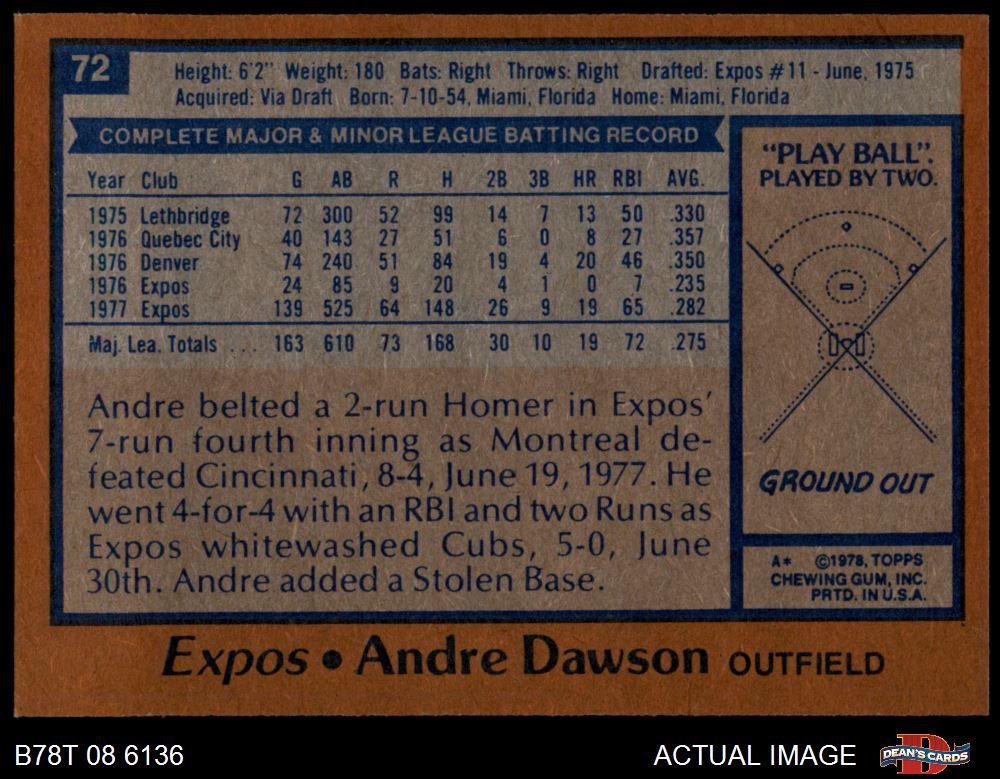 72
Height: 6'2" Weight: 180 Bats: Right Throws: Right Drafted: Expos #11 - June, 1975
Acquired: Via Draft Born: 7-10-54, Miami, Florida Home: Miami, Florida
COMPLETE MAJOR & MINOR LEAGUE BATTING RECORD
Year Club G AB R H 2B 3B HR RBI AVG.
1975 Lethbridge 72 300 52 99 14 7 13 50 .330
1976 Quebec City 40 143 27 51 6 0 8 27 .357
1976 Denver 74 240 51 84 19 4 20 46 .350
1976 Expos 24 85 9 20 4 1 0 7 .235
1977 Expos 139 525 64 148 26 9 19 65 .282
Maj. Lea. Totals ... 163 610 73 168 30 10 19 72 .275
Andre belted a 2-run Homer in Expos'
7-run fourth inning as Montreal de-
feated Cincinnati, 8-4, June 19, 1977. He
went 4-for-4 with an RBI and two Runs as
Expos whitewashed Cubs, 5-0, June
30th. Andre added a Stolen Base.
"PLAY BALL".
PLAYED BY TWO.
GROUND OUT
A* ©1978, TOPPS
CHEWING GUM, INC.
PRTD. IN U.S.A.
Expos • Andre Dawson OUTFIELD
B78T 08 6136
ACTUAL IMAGE
D
DEAN'S CARDS